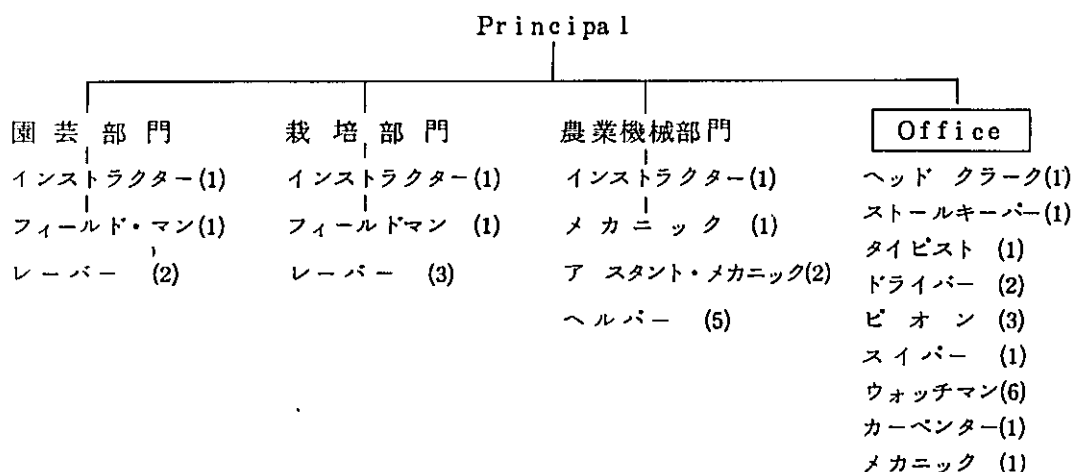 Principal
園芸部門
インストラクター(1)
フィールド・マン(1)
レーバー (2)
栽培部門
インストラクター(1)
フィールドマン (1)
レーバー (3)
農業機械部門
インストラクター(1)
メカニック (1)
ア スタント・メカニック(2)
ヘルパー (5)
Office
ヘッド クラーク(1)
ストールキーパー(1)
タイピスト (1)
ドライバー (2)
ピオン (3)
スイパー (1)
ウォッチマン(6)
カーペンター(1)
メカニック (1)